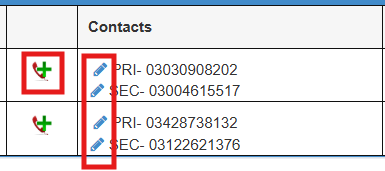 Contacts
PRI- 03030908202
SEC- 03004615517
PRI- 03428738132
SEC- 03122621376